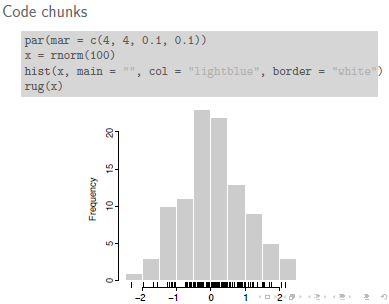 Code chunks
par(mar = c(4, 4, 0.1, 0.1))
x = rnorm(100)
hist(x, main = "", col = "lightblue", border = "white")
rug(x)
20
15
10
5
0
Frequency
-2 -1 0 1 2